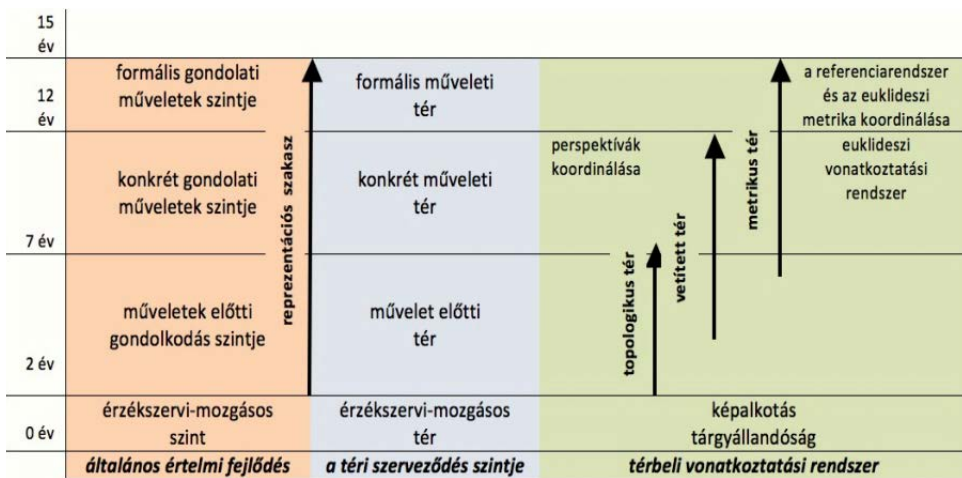 15
év
formális gondolati
műveletek szintje
formális műveleti
tér
a referenciarendszer
és az euklideszi
metrika koordinálása
12
év
konkrét gondolati
műveletek szintje
konkrét műveleti
tér
perspektívák
koordinálása
euklideszi
vonatkoztatási
rendszer
7 év
műveletek előtti
gondolkodás szintje
reprezentációs szakasz
művelet előtti
tér
topologikus tér
vetített tér
metrikus tér
2 év
érzékszervi-mozgásos
szint
érzékszervi-mozgásos
tér
képalkotás
tárgyállandóság
0 év
általános értelmi fejlődés
a téri szerveződés szintje
térbeli vonatkoztatási rendszer